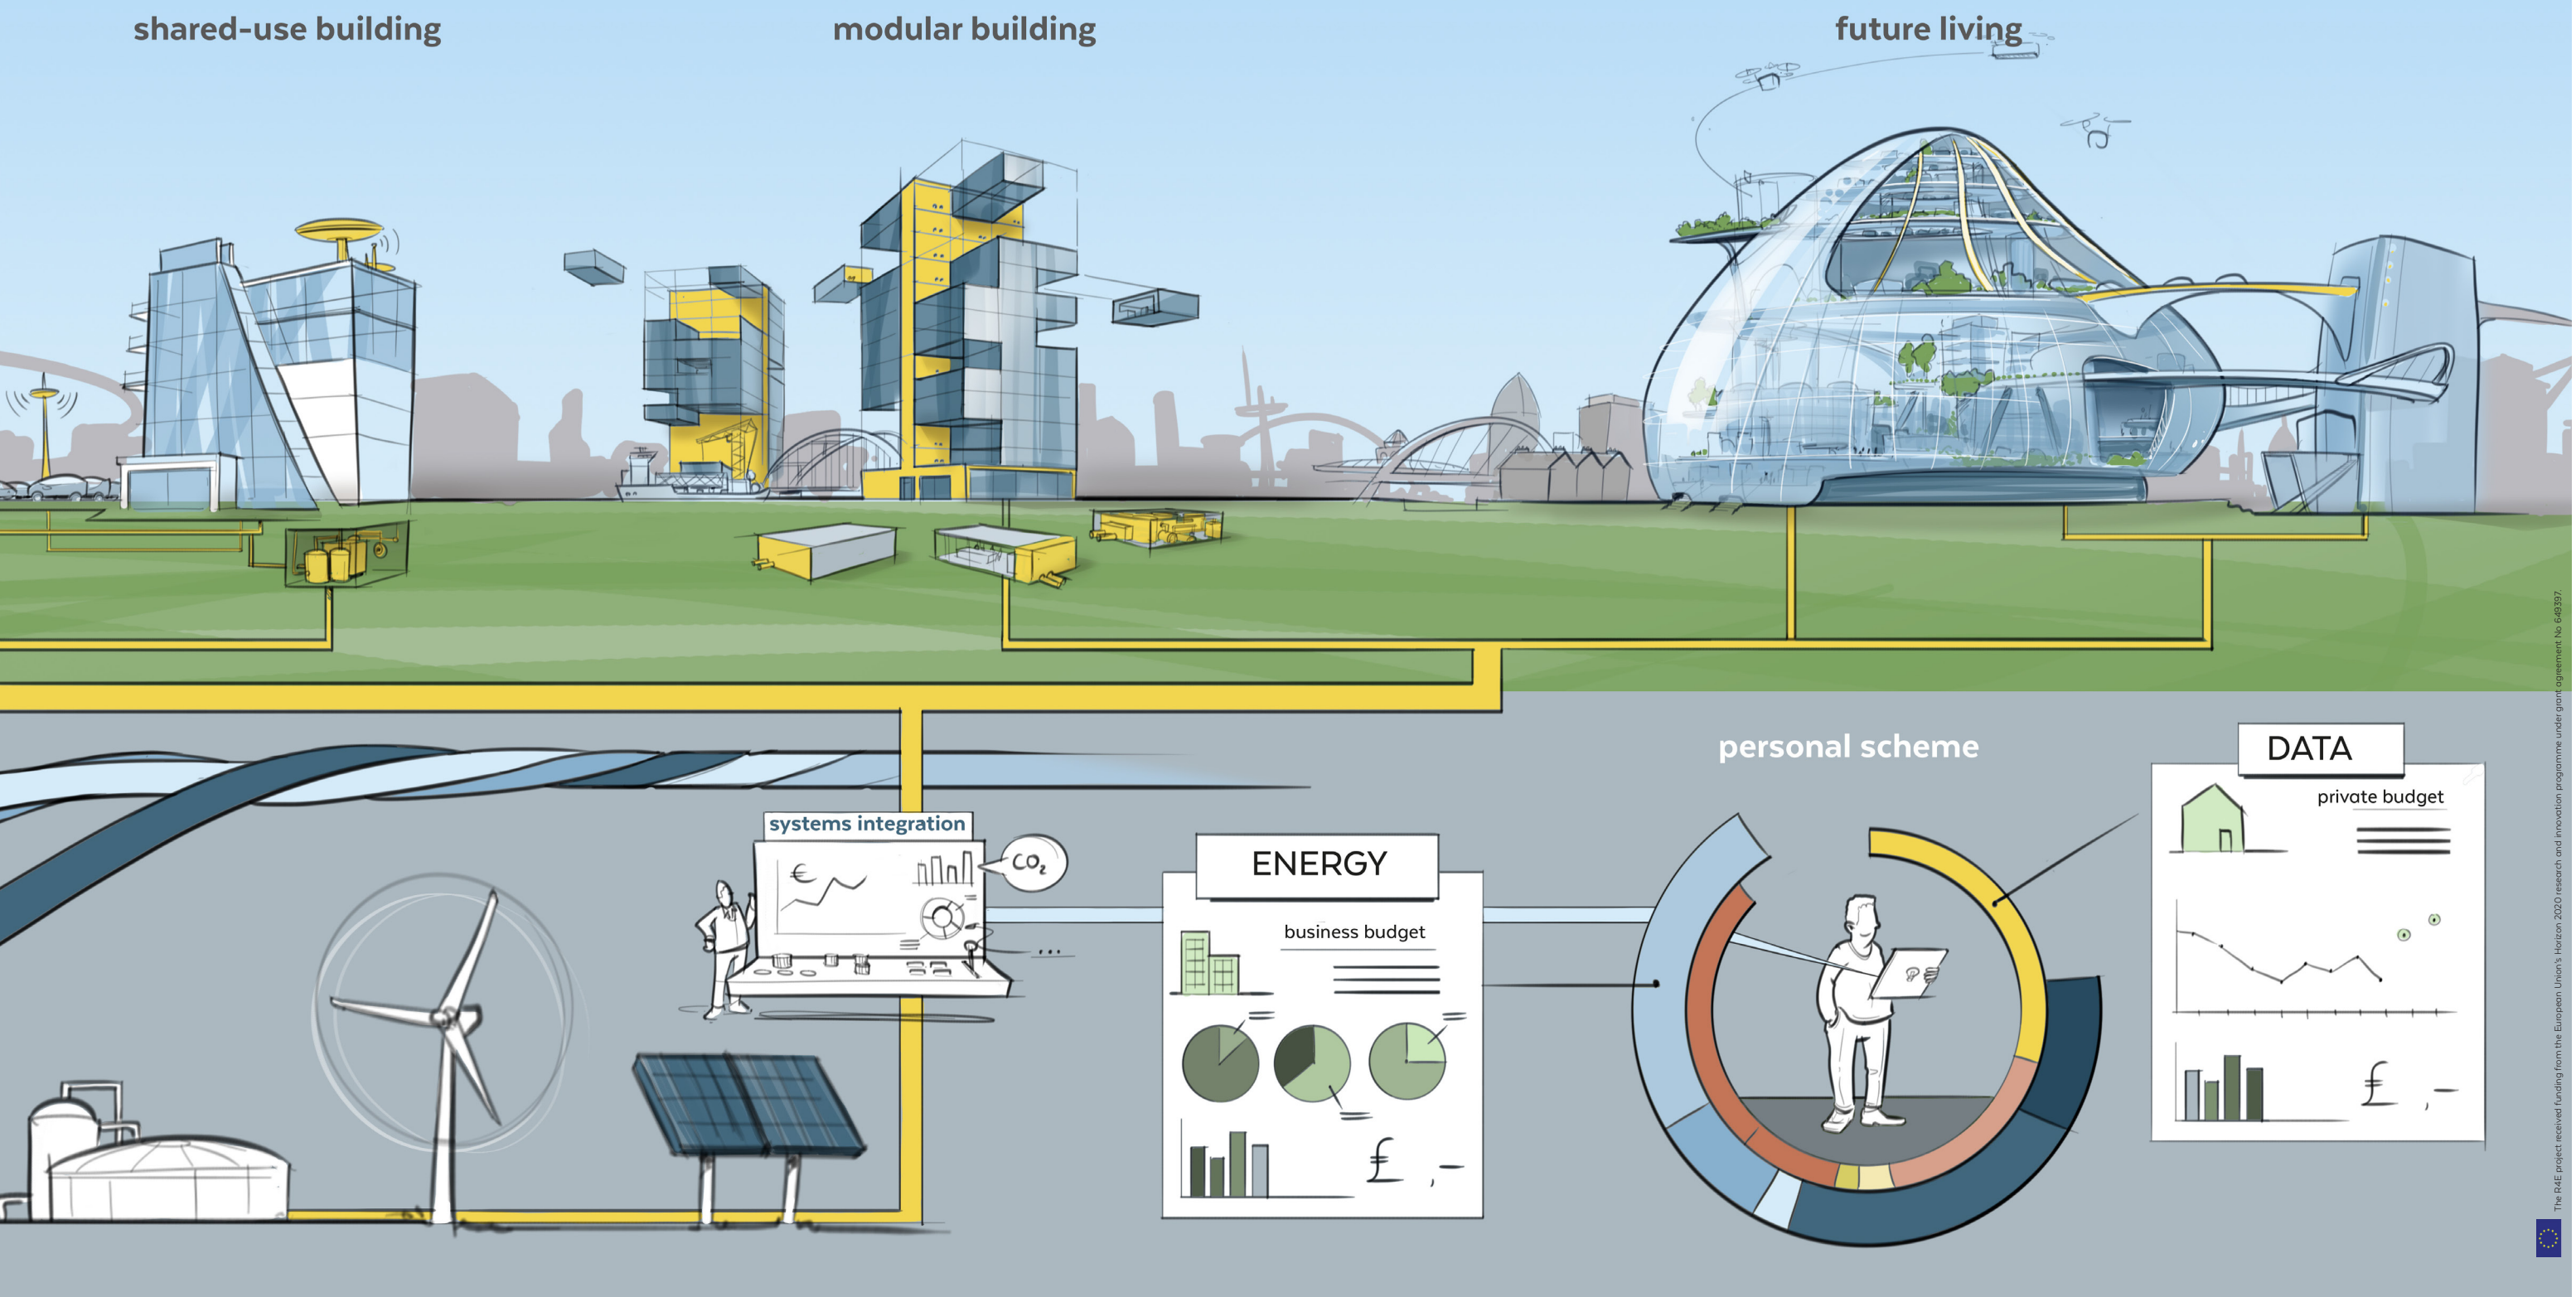 shared-use building
modular building
future living
personal scheme
DATA
private budget
£ ,-
systems integration
€
CO₂
...
ENERGY
business budget
£ ,-
The R4E project received funding from the European Union's Horizon 2020 research and innovation programme under grant agreement No 649397.